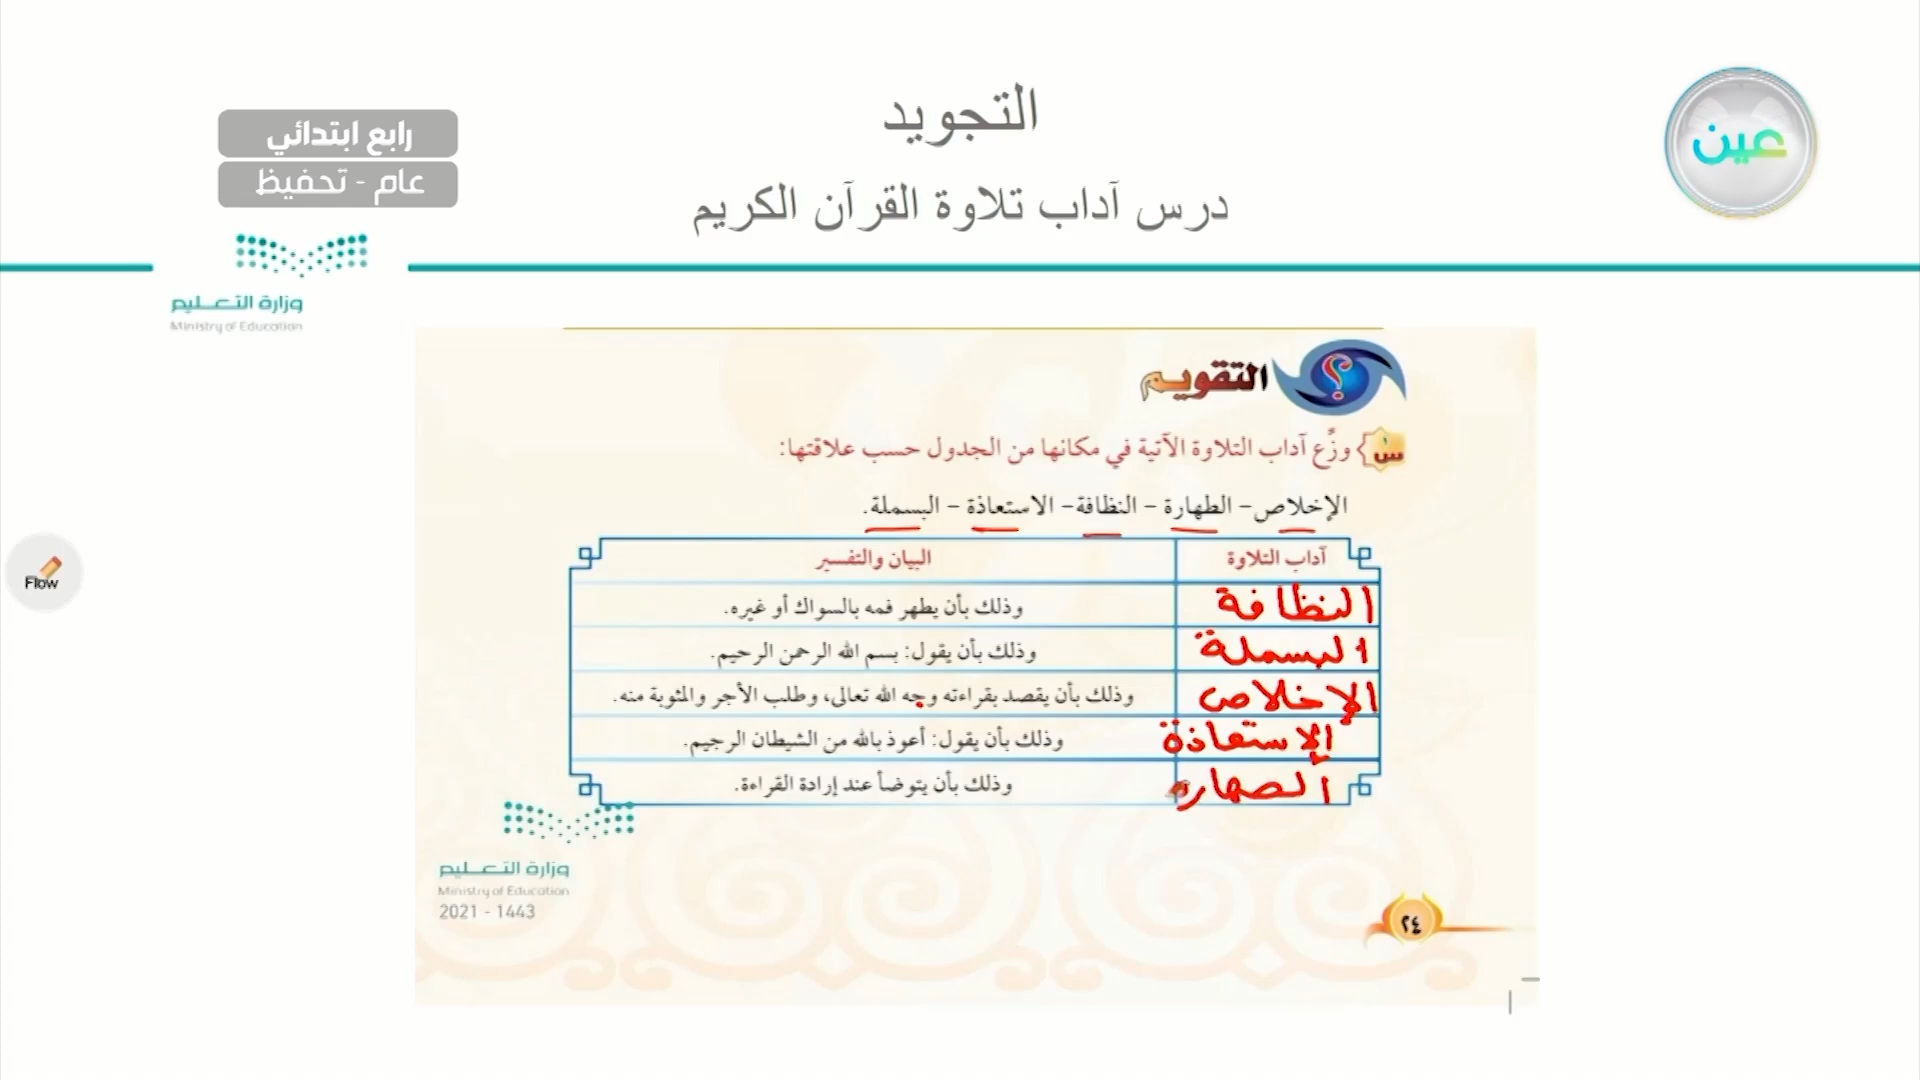 التجويد
درس آداب تلاوة القرآن الكريم
عين
رابع ابتدائي
عام - تحفيظ
وزارة التعليم
Ministry of Education
Flow
التقويم
س١ وزِّع آداب التلاوة الآتية في مكانها من الجدول حسب علاقتها:
الإخلاص- الطهارة - النظافة- الاستعاذة - البسملة.
آداب التلاوة البيان والتفسير
النظافة وذلك بأن يطهر فمه بالسواك أو غيره.
البسملة وذلك بأن يقول: بسم الله الرحمن الرحيم.
الإخلاص وذلك بأن يقصد بقراءته وجه الله تعالى، وطلب الأجر والمثوبة منه.
الإستعاذة وذلك بأن يقول: أعوذ بالله من الشيطان الرجيم.
وذلك بأن يتوضأ عند إرادة القراءة.
وزارة التعليم
Ministry of Education
2021 - 1443
٢٤